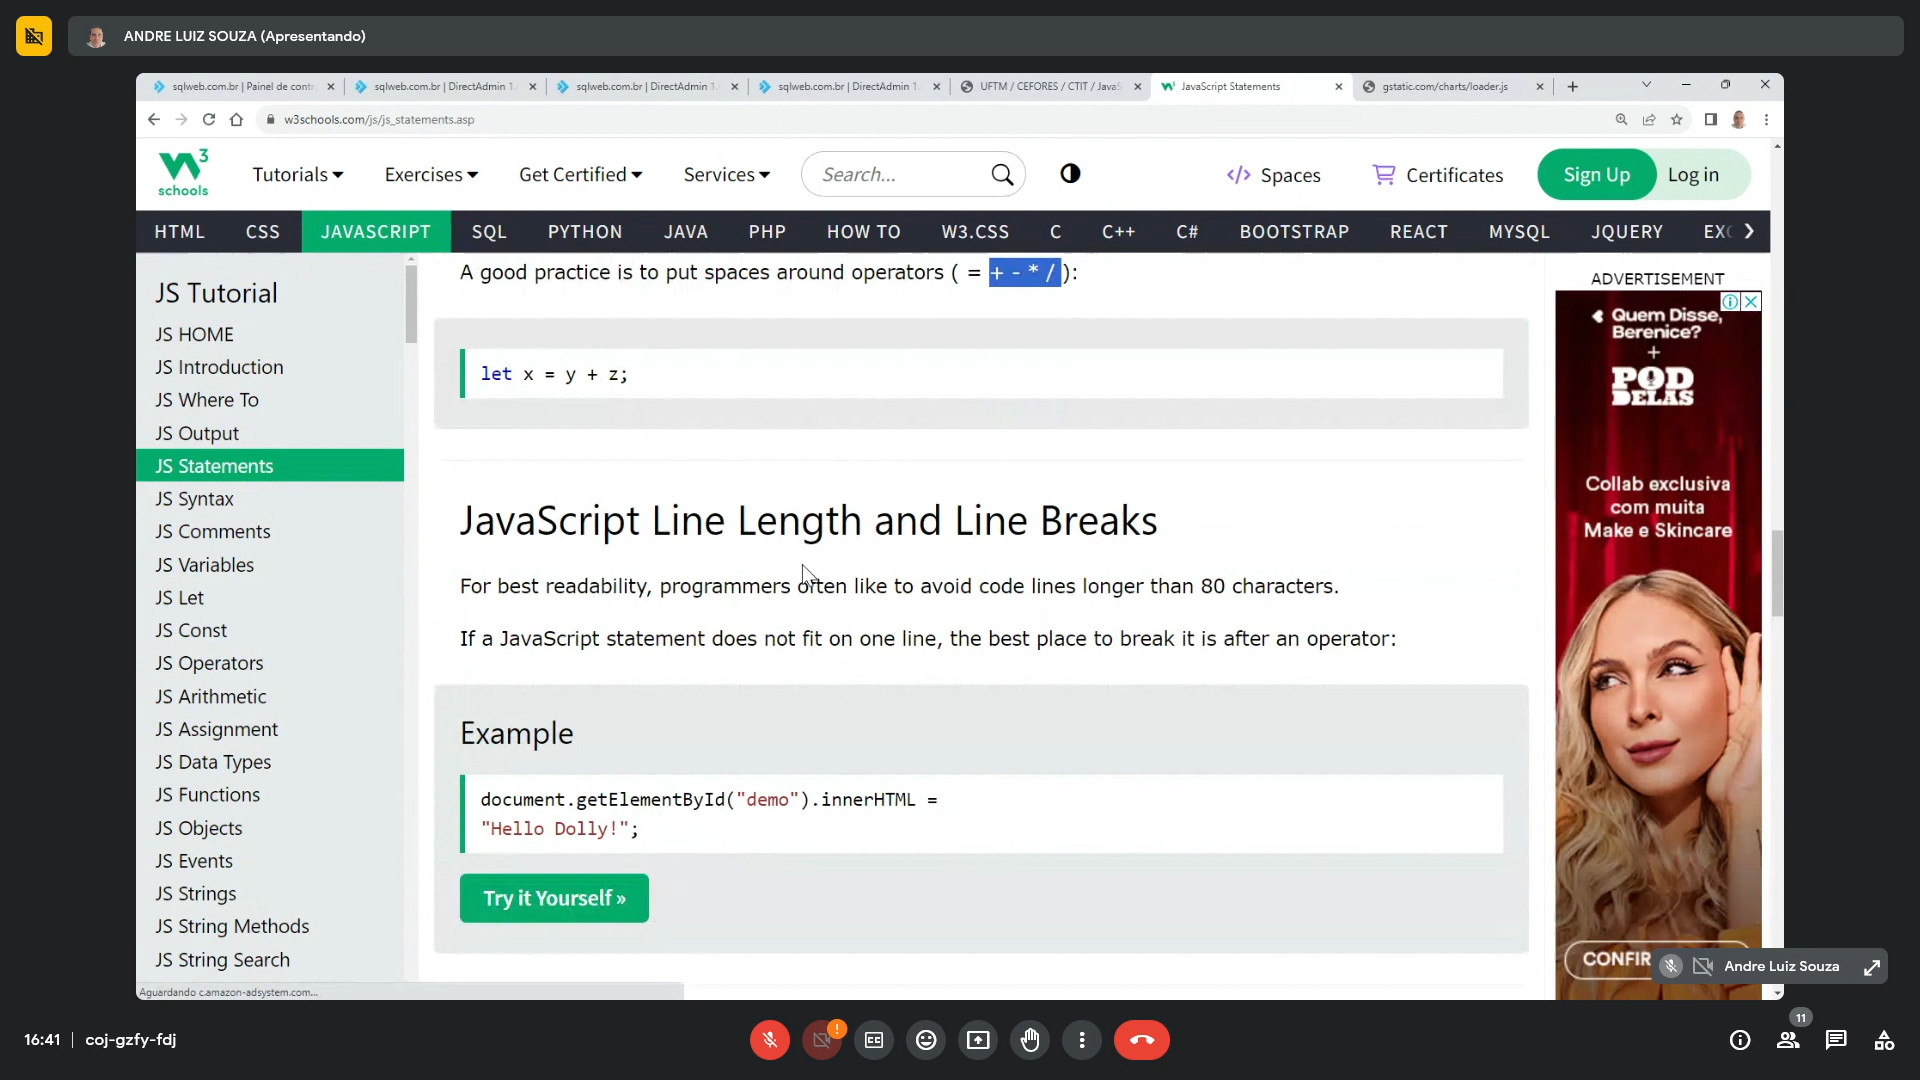 ANDRE LUIZ SOUZA (Apresentando)
sqlweb.com.br | Painel de cont
sqlweb.com.br | DirectAdmin 1.
sqlweb.com.br | DirectAdmin 1.
sqlweb.com.br | DirectAdmin 1.
UFTM / CEFORES / CTIT / JavaS
JavaScript Statements
gstatic.com/charts/loader.js
w3schools.com/js/js_statements.asp
W3
schools
Tutorials
Exercises
Get Certified
Services
Search...
Spaces
Certificates
Sign Up
Log in
HTML
CSS
JAVASCRIPT
SQL
PYTHON
JAVA
PHP
HOW TO
W3.CSS
C
C++
C#
BOOTSTRAP
REACT
MYSQL
JQUERY
EXC
JS Tutorial
JS HOME
JS Introduction
JS Where To
JS Output
JS Statements
JS Syntax
JS Comments
JS Variables
JS Let
JS Const
JS Operators
JS Arithmetic
JS Assignment
JS Data Types
JS Functions
JS Objects
JS Events
JS Strings
JS String Methods
JS String Search
A good practice is to put spaces around operators ( = + - * / ):
let x = y + z;
JavaScript Line Length and Line Breaks
For best readability, programmers often like to avoid code lines longer than 80 characters.
If a JavaScript statement does not fit on one line, the best place to break it is after an operator:
Example
document.getElementById("demo").innerHTML =
"Hello Dolly!";
Try it Yourself »
ADVERTISEMENT
Quem Disse,
Berenice?
+
POD
DELAS
Collab exclusiva
com muita
Make e Skincare
CONFIR
Andre Luiz Souza
Aguardando c.amazon-adsystem.com...
16:41
coj-gzfy-fdj
11